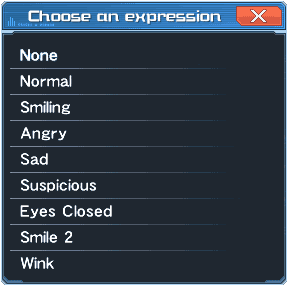 Choose an expression
None
Normal
Smiling
Angry
Sad
Suspicious
Eyes Closed
Smile 2
Wink